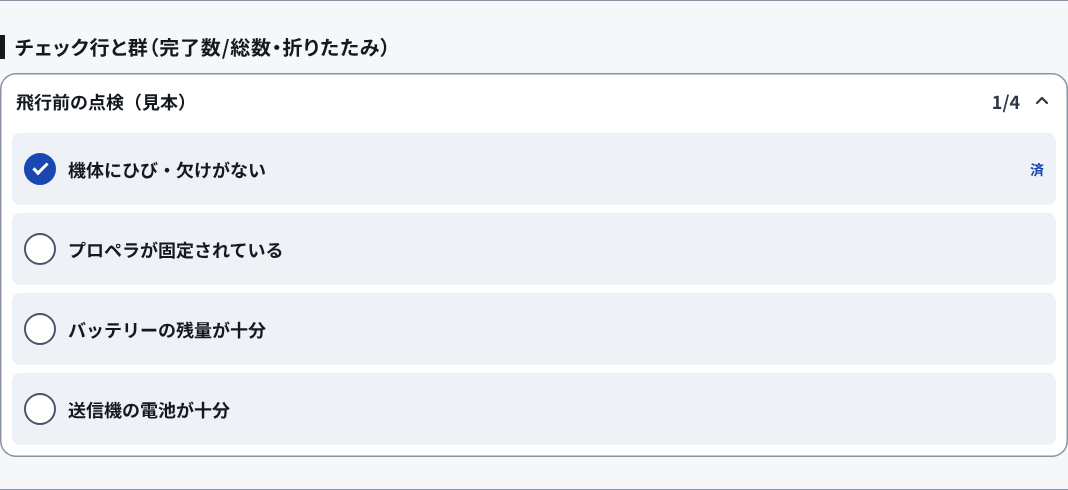 チェック行と群（完了数/総数・折りたたみ）
飛行前の点検（見本） 1/4
機体にひび・欠けがない 済
プロペラが固定されている
バッテリーの残量が十分
送信機の電池が十分